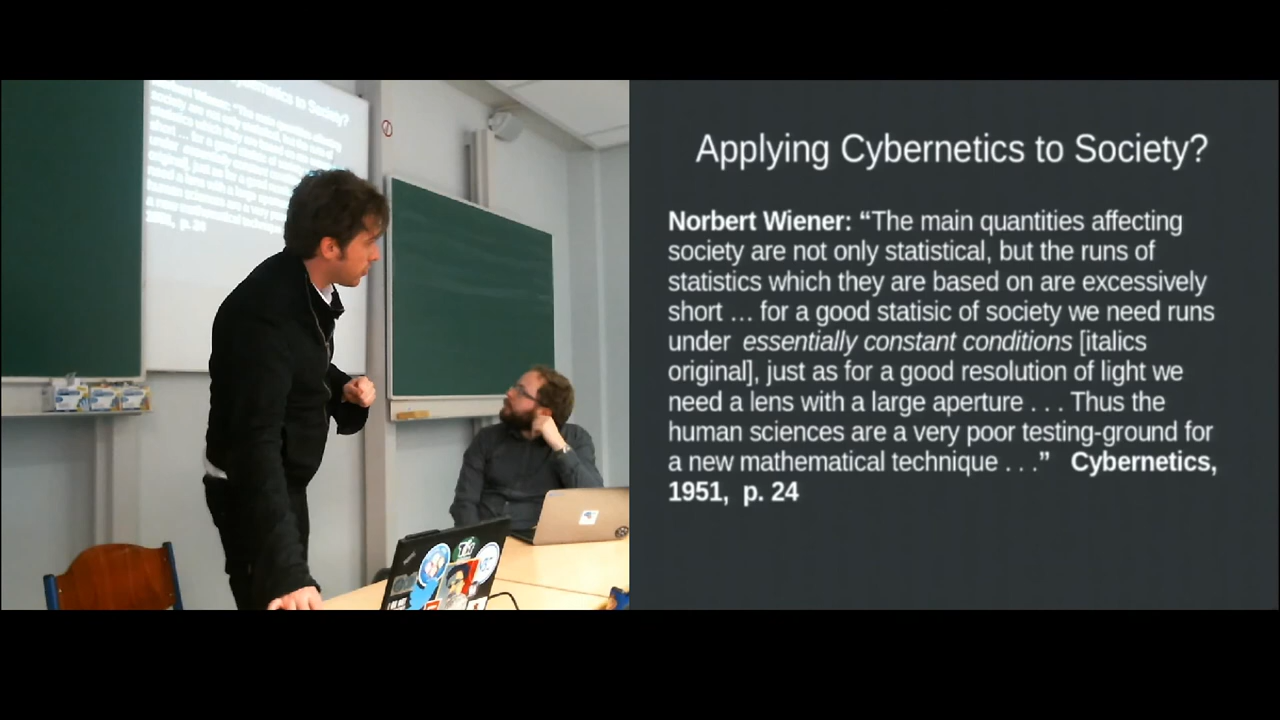 Applying Cybernetics to Society?
Norbert Wiener: “The main quantities affecting
society are not only statistical, but the runs of
statistics which they are based on are excessively
short ... for a good statisic of society we need runs
under essentially constant conditions [italics
original], just as for a good resolution of light we
need a lens with a large aperture . . . Thus the
human sciences are a very poor testing-ground for
a new mathematical technique . . .” Cybernetics,
1951, p. 24